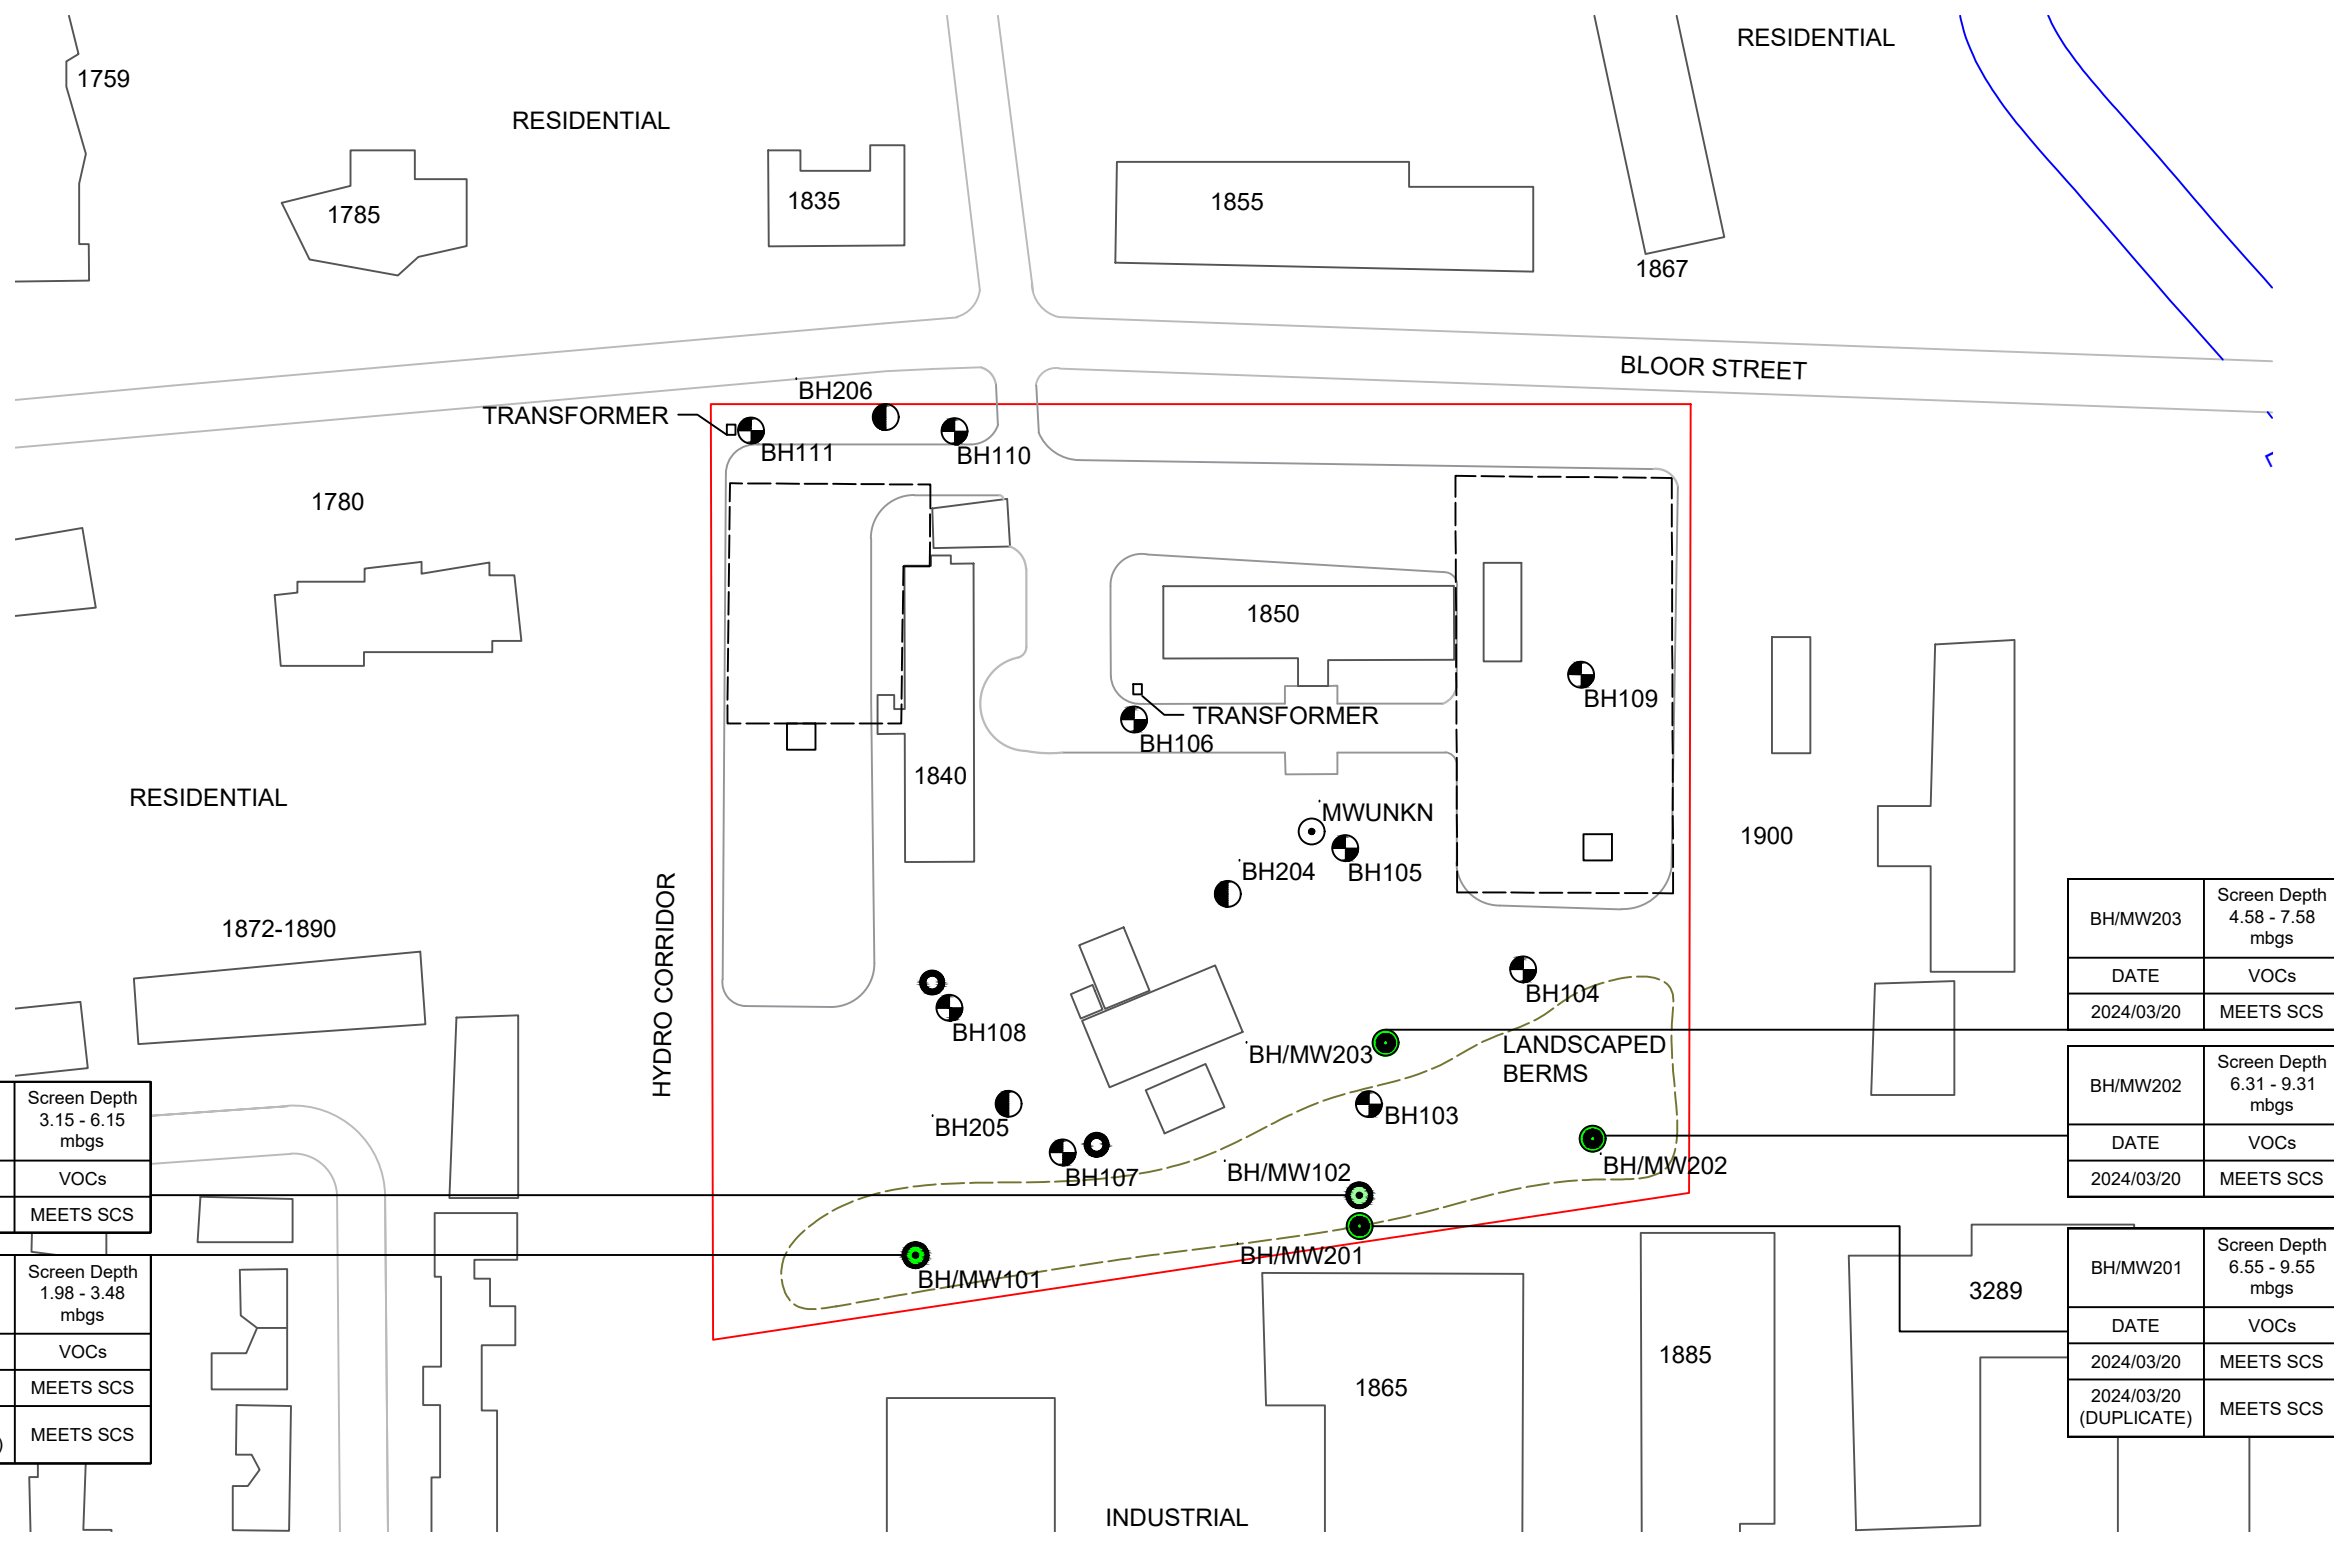 RESIDENTIAL
1759
RESIDENTIAL
1785
1835
1855
1867
BLOOR STREET
BH206
TRANSFORMER
BH111
BH110
1780
1850
BH109
TRANSFORMER
BH106
1840
RESIDENTIAL
MWUNKN
1900
BH204
BH105
HYDRO CORRIDOR
1872-1890
BH/MW203
Screen Depth
4.58 - 7.58
mbgs
DATE
VOCs
2024/03/20
MEETS SCS
BH104
BH108
LANDSCAPED
BERMS
BH/MW203
BH/MW202
Screen Depth
6.31 - 9.31
mbgs
DATE
VOCs
2024/03/20
MEETS SCS
Screen Depth
3.15 - 6.15
mbgs
VOCs
MEETS SCS
BH103
BH205
BH107
BH/MW102
BH/MW202
BH/MW201
BH/MW101
Screen Depth
1.98 - 3.48
mbgs
VOCs
MEETS SCS
MEETS SCS
)
BH/MW201
Screen Depth
6.55 - 9.55
mbgs
DATE
VOCs
2024/03/20
MEETS SCS
2024/03/20
(DUPLICATE)
MEETS SCS
3289
1885
1865
INDUSTRIAL